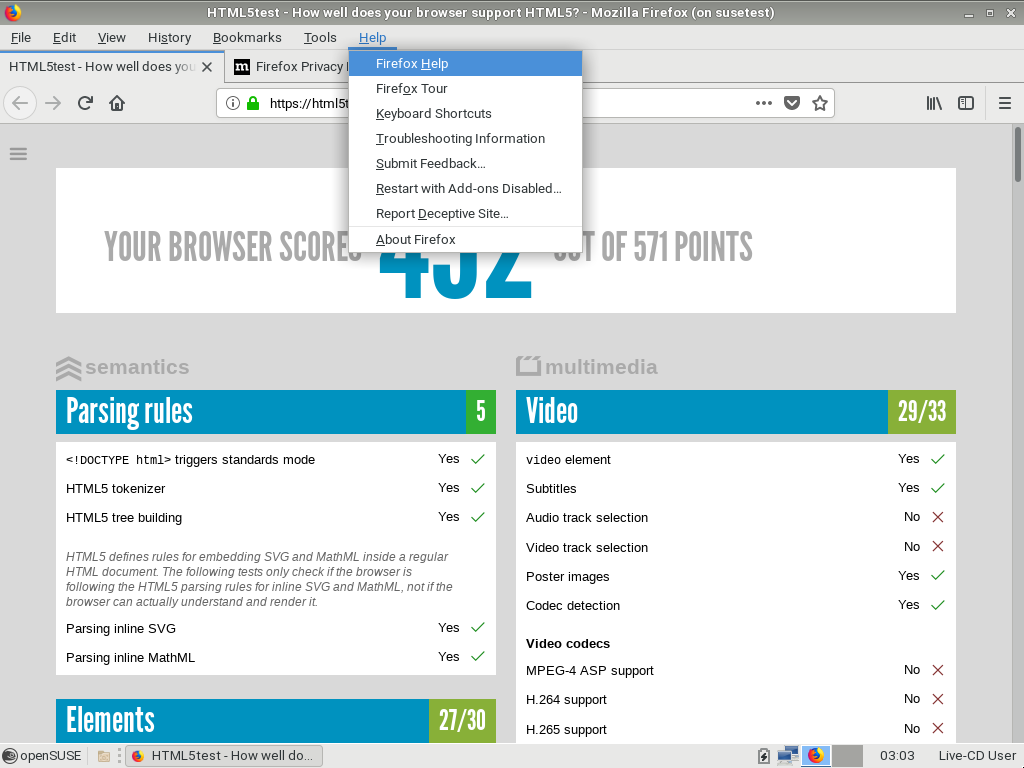 HTML5test - How well does your browser support HTML5? - Mozilla Firefox (on susetest)
File Edit View History Bookmarks Tools Help
HTML5test - How well does you
Firefox Privacy
https://html5t
Firefox Help
Firefox Tour
Keyboard Shortcuts
Troubleshooting Information
Submit Feedback...
Restart with Add-ons Disabled...
Report Deceptive Site...
About Firefox
YOUR BROWSER SCORES OUT OF 571 POINTS
semantics
Parsing rules 5
<!DOCTYPE html> triggers standards mode Yes
HTML5 tokenizer Yes
HTML5 tree building Yes
HTML5 defines rules for embedding SVG and MathML inside a regular
HTML document. The following tests only check if the browser is
following the HTML5 parsing rules for inline SVG and MathML, not if the
browser can actually understand and render it.
Parsing inline SVG Yes
Parsing inline MathML Yes
Elements 27/30
multimedia
Video 29/33
video element Yes
Subtitles Yes
Audio track selection No
Video track selection No
Poster images Yes
Codec detection Yes
Video codecs
MPEG-4 ASP support No
H.264 support No
H.265 support No
openSUSE
HTML5test - How well do...
03:03
Live-CD User